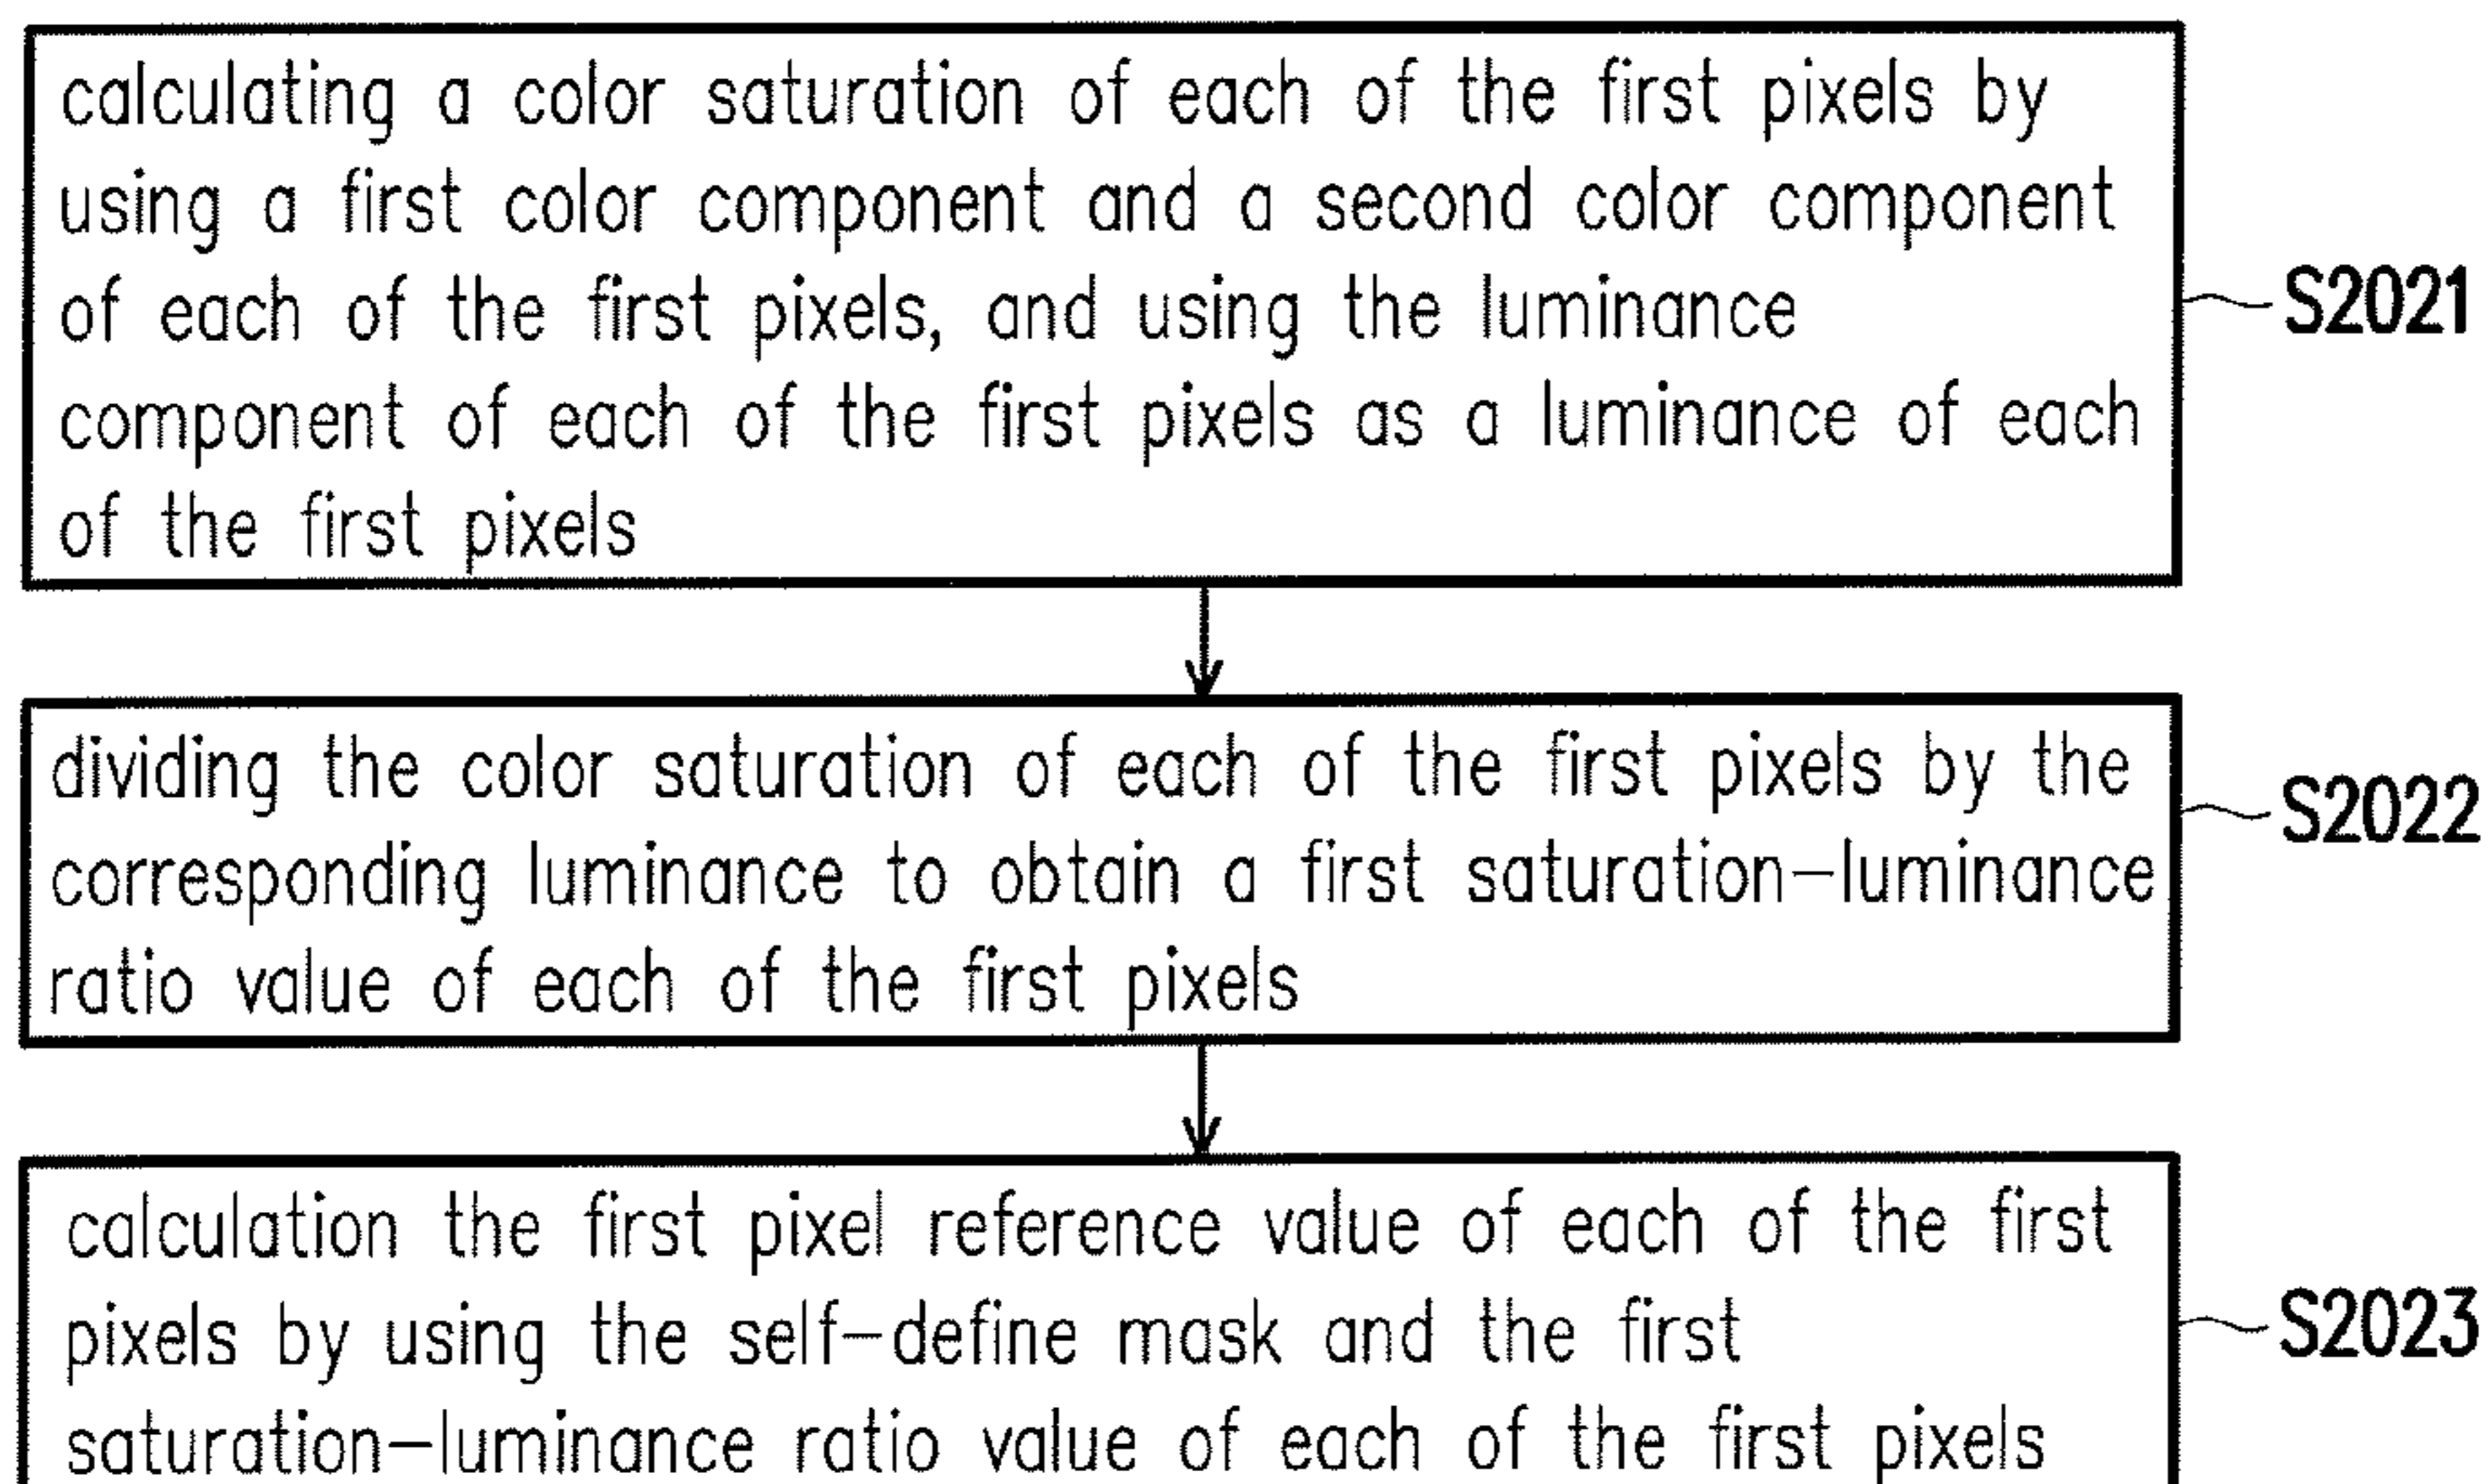 calculating a color saturation of each of the first pixels by
using a first color component and a second color component
of each of the first pixels, and using the luminance
component of each of the first pixels as a luminance of each
of the first pixels
S2021
dividing the color saturation of each of the first pixels by the
corresponding luminance to obtain a first saturation-luminance
ratio value of each of the first pixels
S2022
calculation the first pixel reference value of each of the first
pixels by using the self-define mask and the first
saturation-luminance ratio value of each of the first pixels
S2023